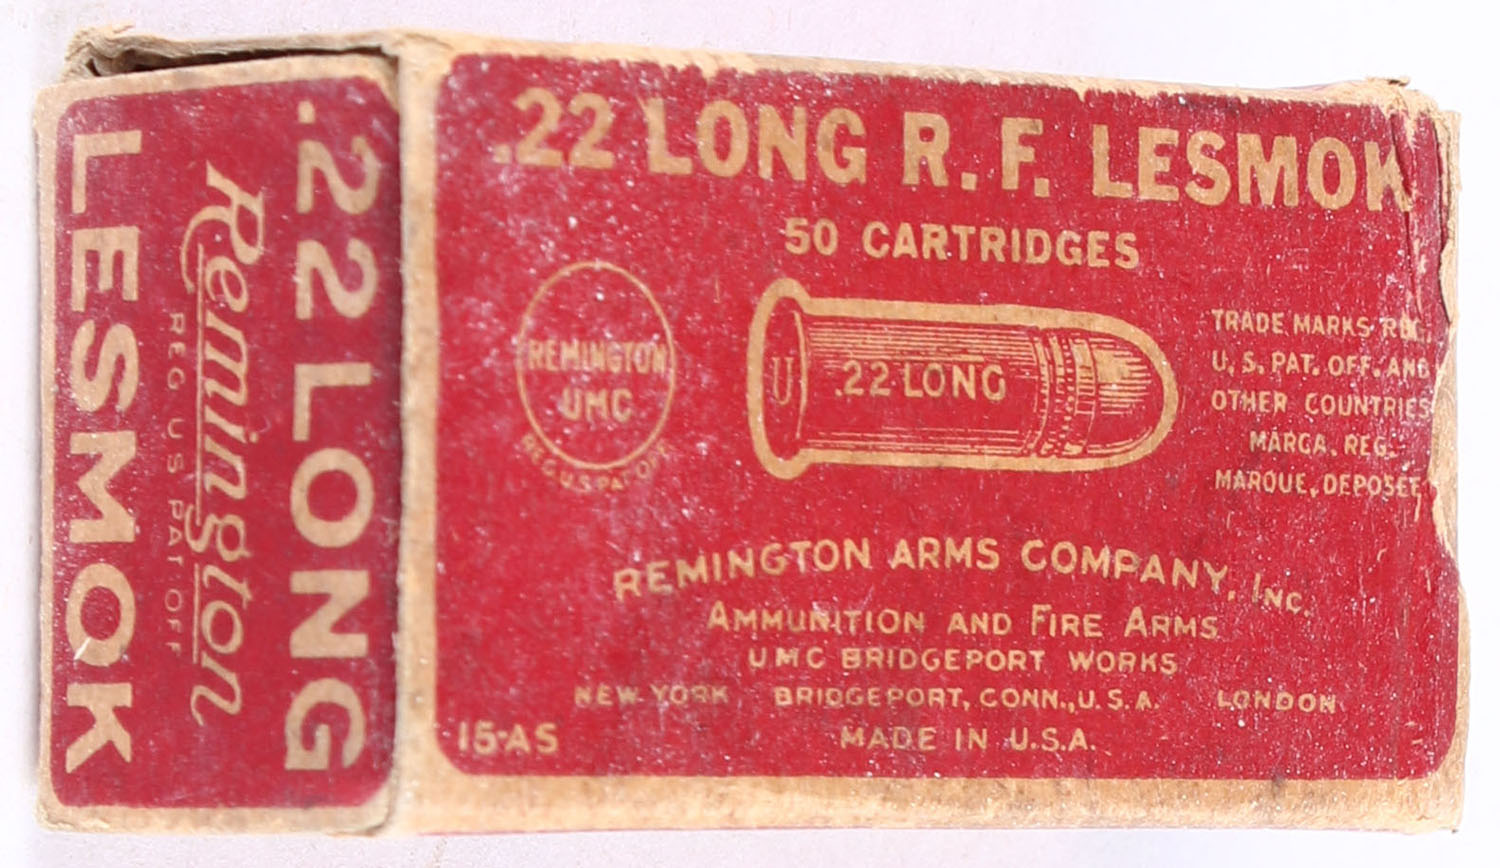 .22 LONG
Remington
REG US PAT. OFF
LESMOK
.22 LONG R.F. LESMOK
50 CARTRIDGES
REMINGTON
UMC
REG. U.S. PAT. OFF.
U
.22 LONG
TRADE MARKS REG.
U.S. PAT. OFF. AND
OTHER COUNTRIES
MARCA. REG.
MARQUE, DEPOSEE
REMINGTON ARMS COMPANY, INC.
AMMUNITION AND FIRE ARMS
UMC BRIDGEPORT WORKS
NEW YORK BRIDGEPORT, CONN., U.S.A. LONDON
15-AS
MADE IN U.S.A.